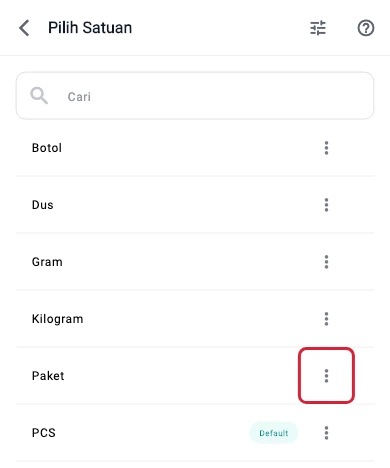 Pilih Satuan
Cari
Botol
Dus
Gram
Kilogram
Paket
PCS Default